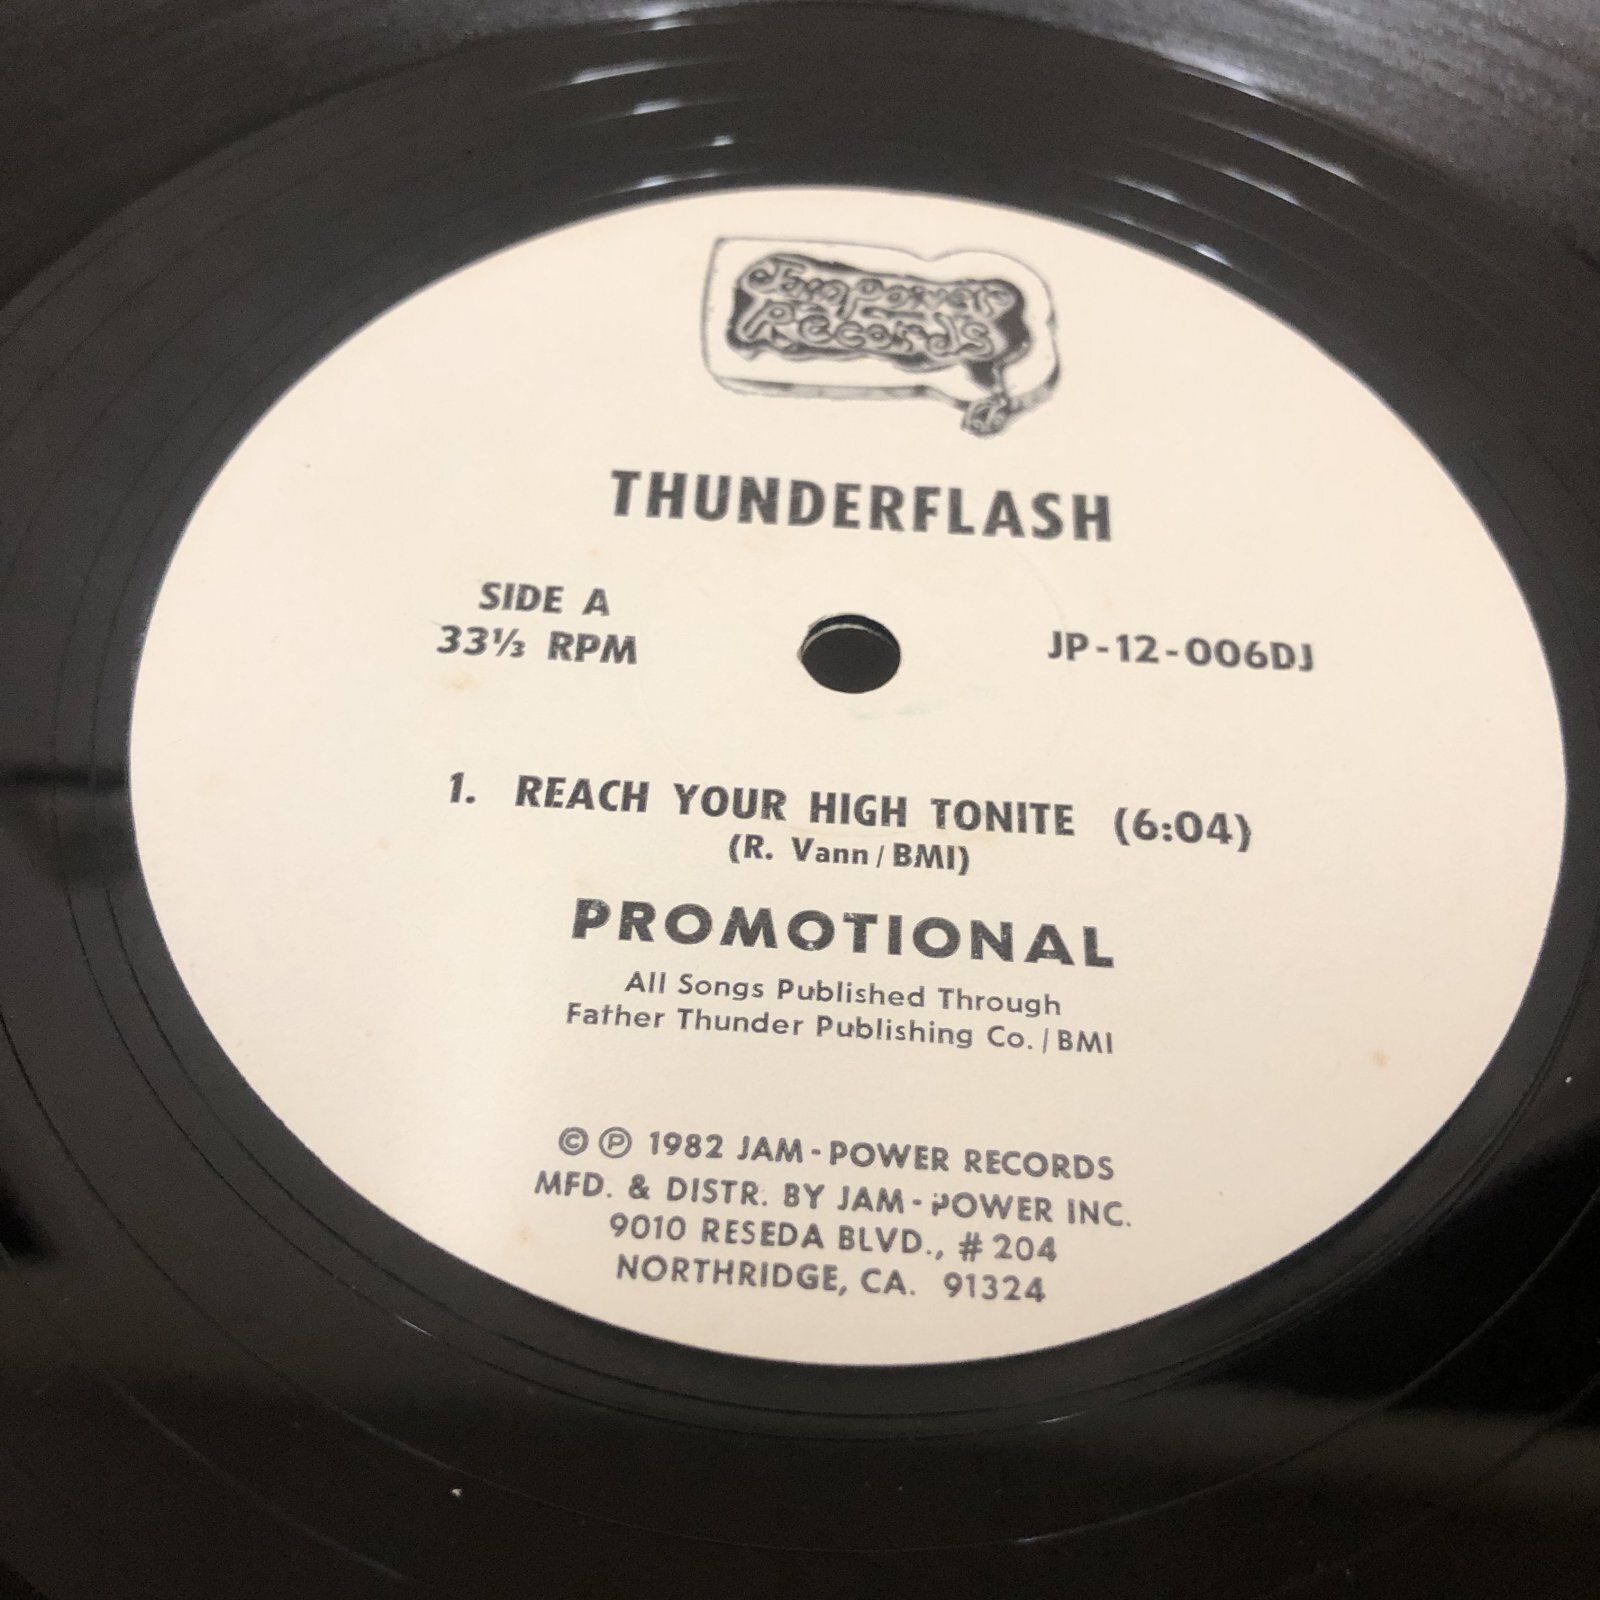 Jam power
Records
THUNDERFLASH
SIDE A
33⅓ RPM
JP-12-006DJ
1. REACH YOUR HIGH TONITE (6:04)
(R. Vann/BMI)
PROMOTIONAL
All Songs Published Through
Father Thunder Publishing Co./BMI
© ℗ 1982 JAM-POWER RECORDS
MFD. & DISTR. BY JAM-POWER INC.
9010 RESEDA BLVD., # 204
NORTHRIDGE, CA. 91324